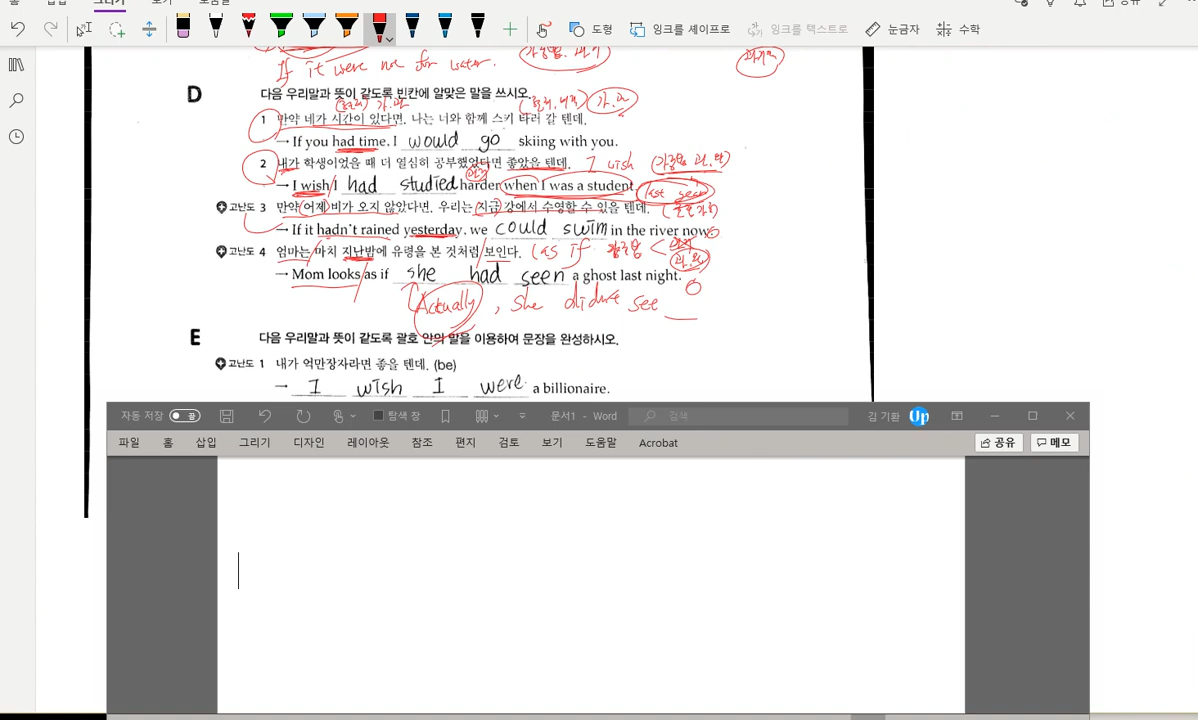 잉크를 셰이프로
도형
잉크를 텍스트로
눈금자
수학
If it were not for water.
D 다음 우리말과 뜻이 같도록 빈칸에 알맞은 말을 쓰시오.
1 만약 네가 시간이 있다면, 나는 너와 함께 스키 타러 갈 텐데.
→ If you had time, I would go skiing with you.
2 내가 학생이었을 때 더 열심히 공부했었다면 좋았을 텐데. I wish
→ I wish I had studied harder when I was a student. last year
고난도 3 만약 어제 비가 오지 않았다면, 우리는 지금 강에서 수영할 수 있을 텐데.
→ If it hadn't rained yesterday, we could swim in the river now.
고난도 4 엄마는 마치 지난밤에 유령을 본 것처럼 보인다. (as if
→ Mom looks as if she had seen a ghost last night.
Actually, she didn't see
E 다음 우리말과 뜻이 같도록 괄호 안의 말을 이용하여 문장을 완성하시오.
고난도 1 내가 억만장자라면 좋을 텐데. (be)
→ I wish I were a billionaire.
자동 저장 끔 탐색 창 문서1 - Word 검색 김 기환 Up
파일 홈 삽입 그리기 디자인 레이아웃 참조 편지 검토 보기 도움말 Acrobat 공유 메모